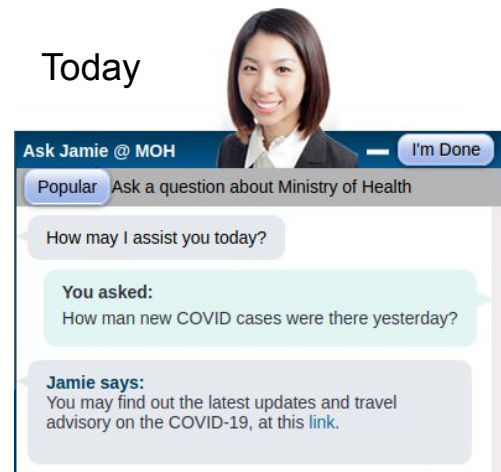 Today
Ask Jamie @ MOH
I'm Done
Popular
Ask a question about Ministry of Health
How may I assist you today?
You asked:
How man new COVID cases were there yesterday?
Jamie says:
You may find out the latest updates and travel
advisory on the COVID-19, at this link.